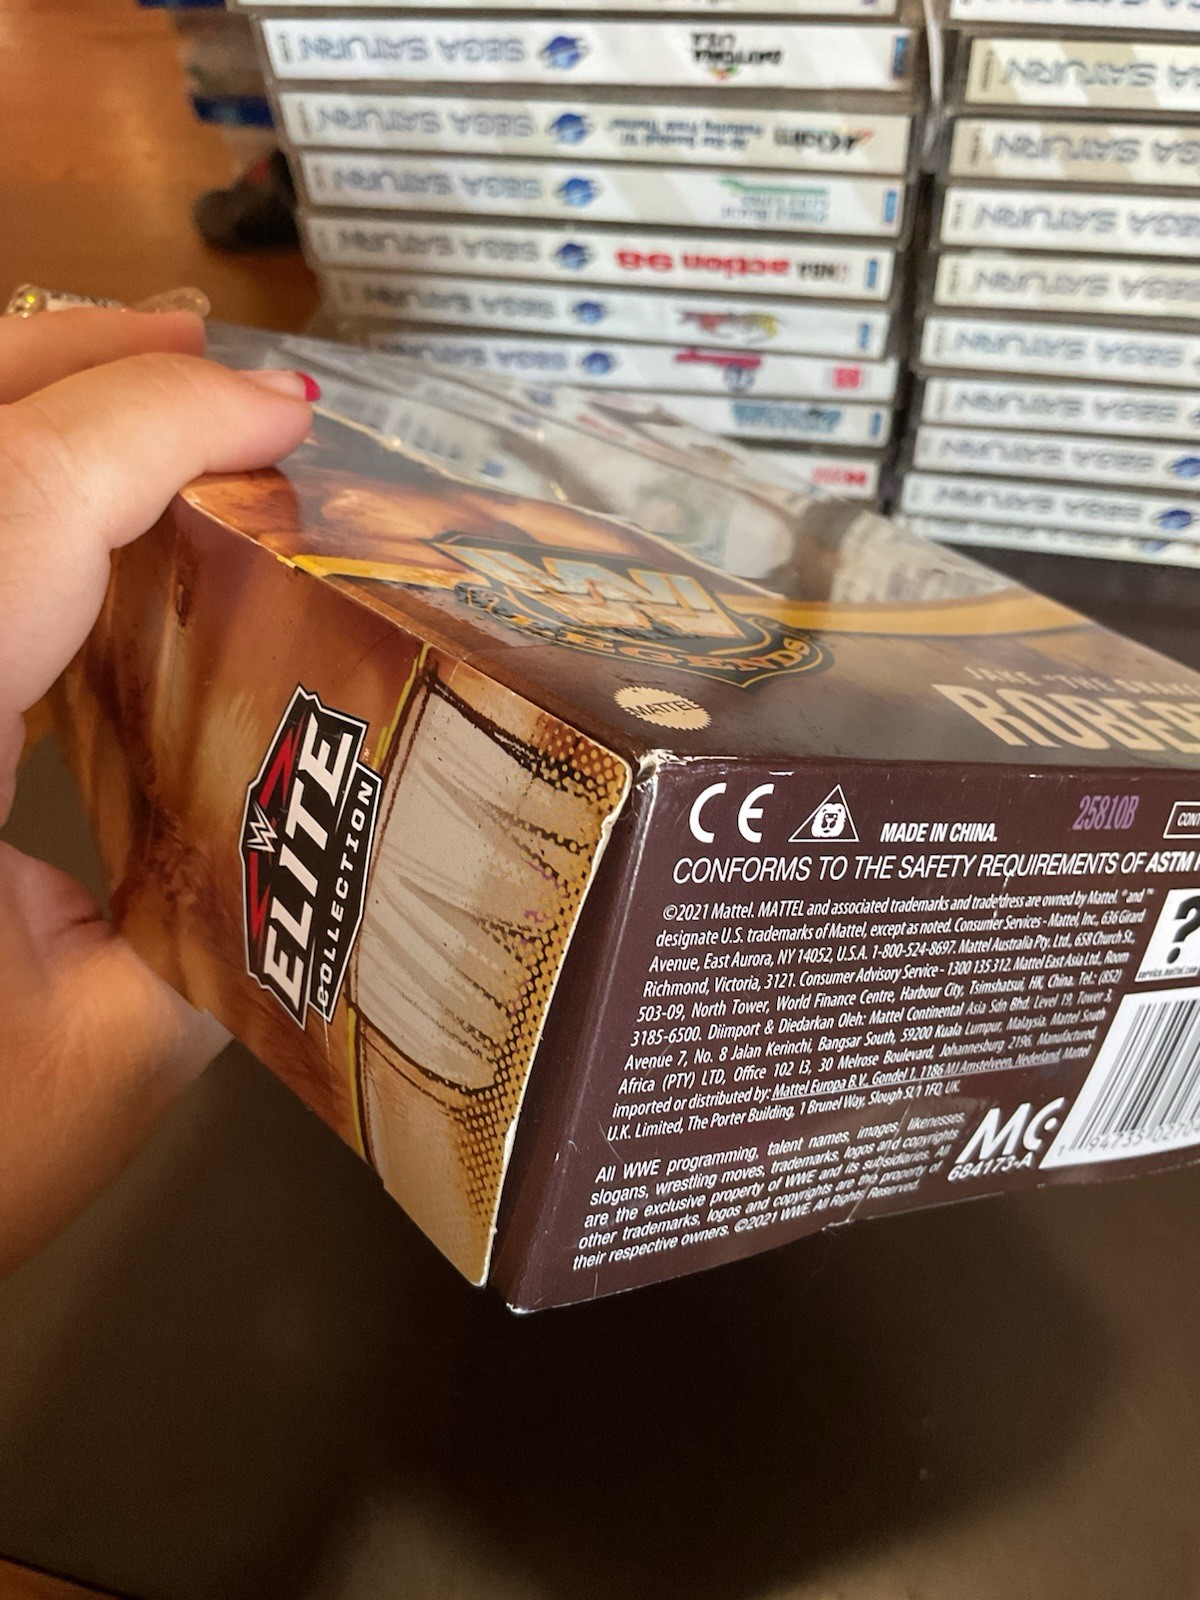 SEGA SATURN
DAYTONA
USA
SEGA SATURN
SEGA SATURN
SEGA SATURN
NBA action 98
SEGA SATURN
SEGA SATURN
SEGA SATURN
SEGA SATURN
SEGA SATURN
SEGA SATURN
SEGA SATURN
SEGA SATURN
SEGA SATURN
SEGA SATURN
LEGENDS
MATTEL
JAKE "THE SNAKE
ROBE
W
ELITE
COLLECTION
™
CE
MADE IN CHINA.
25810B
CONFORMS TO THE SAFETY REQUIREMENTS OF ASTM
©2021 Mattel. MATTEL and associated trademarks and trade dress are owned by Mattel. ® and ™
designate U.S. trademarks of Mattel, except as noted. Consumer Services - Mattel, Inc., 636 Girard
Avenue, East Aurora, NY 14052, U.S.A. 1-800-524-8697. Mattel Australia Pty. Ltd., 658 Church St.,
Richmond, Victoria, 3121. Consumer Advisory Service - 1300 135 312. Mattel East Asia Ltd., Room
503-09, North Tower, World Finance Centre, Harbour City, Tsimshatsui, HK, China. Tel.: (852)
3185-6500. Diimport & Diedarkan Oleh: Mattel Continental Asia Sdn Bhd. Level 19, Tower 3,
Avenue 7, No. 8 Jalan Kerinchi, Bangsar South, 59200 Kuala Lumpur, Malaysia. Mattel South
Africa (PTY) LTD, Office 102 I3, 30 Melrose Boulevard, Johannesburg 2196. Manufactured,
imported or distributed by: Mattel Europa B.V., Gondel 1, 1186 MJ Amstelveen, Nederland. Mattel
U.K. Limited, The Porter Building, 1 Brunel Way, Slough SL1 1FQ, UK.
?
service.mattel.com
All WWE programming, talent names, images, likenesses,
slogans, wrestling moves, trademarks, logos and copyrights
are the exclusive property of WWE and its subsidiaries. All
other trademarks, logos and copyrights are the property of
their respective owners. ©2021 WWE. All Rights Reserved.
MC
684173-A